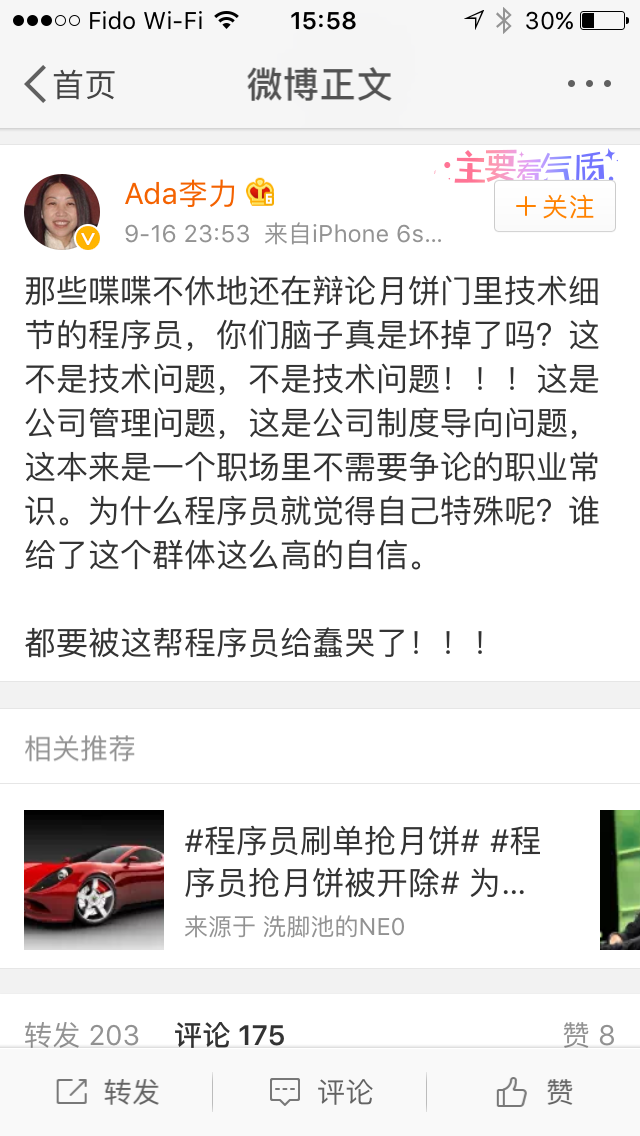 Fido Wi-Fi 15:58 30%
首页 微博正文
主要看气质
Ada李力 6
+关注
9-16 23:53 来自iPhone 6s...
那些喋喋不休地还在辩论月饼门里技术细
节的程序员，你们脑子真是坏掉了吗？这
不是技术问题，不是技术问题！！！这是
公司管理问题，这是公司制度导向问题，
这本来是一个职场里不需要争论的职业常
识。为什么程序员就觉得自己特殊呢？谁
给了这个群体这么高的自信。
都要被这帮程序员给蠢哭了！！！
相关推荐
#程序员刷单抢月饼# #程
序员抢月饼被开除# 为...
来源于 洗脚池的NE0
转发 203 评论 175 赞 8
转发 评论 赞